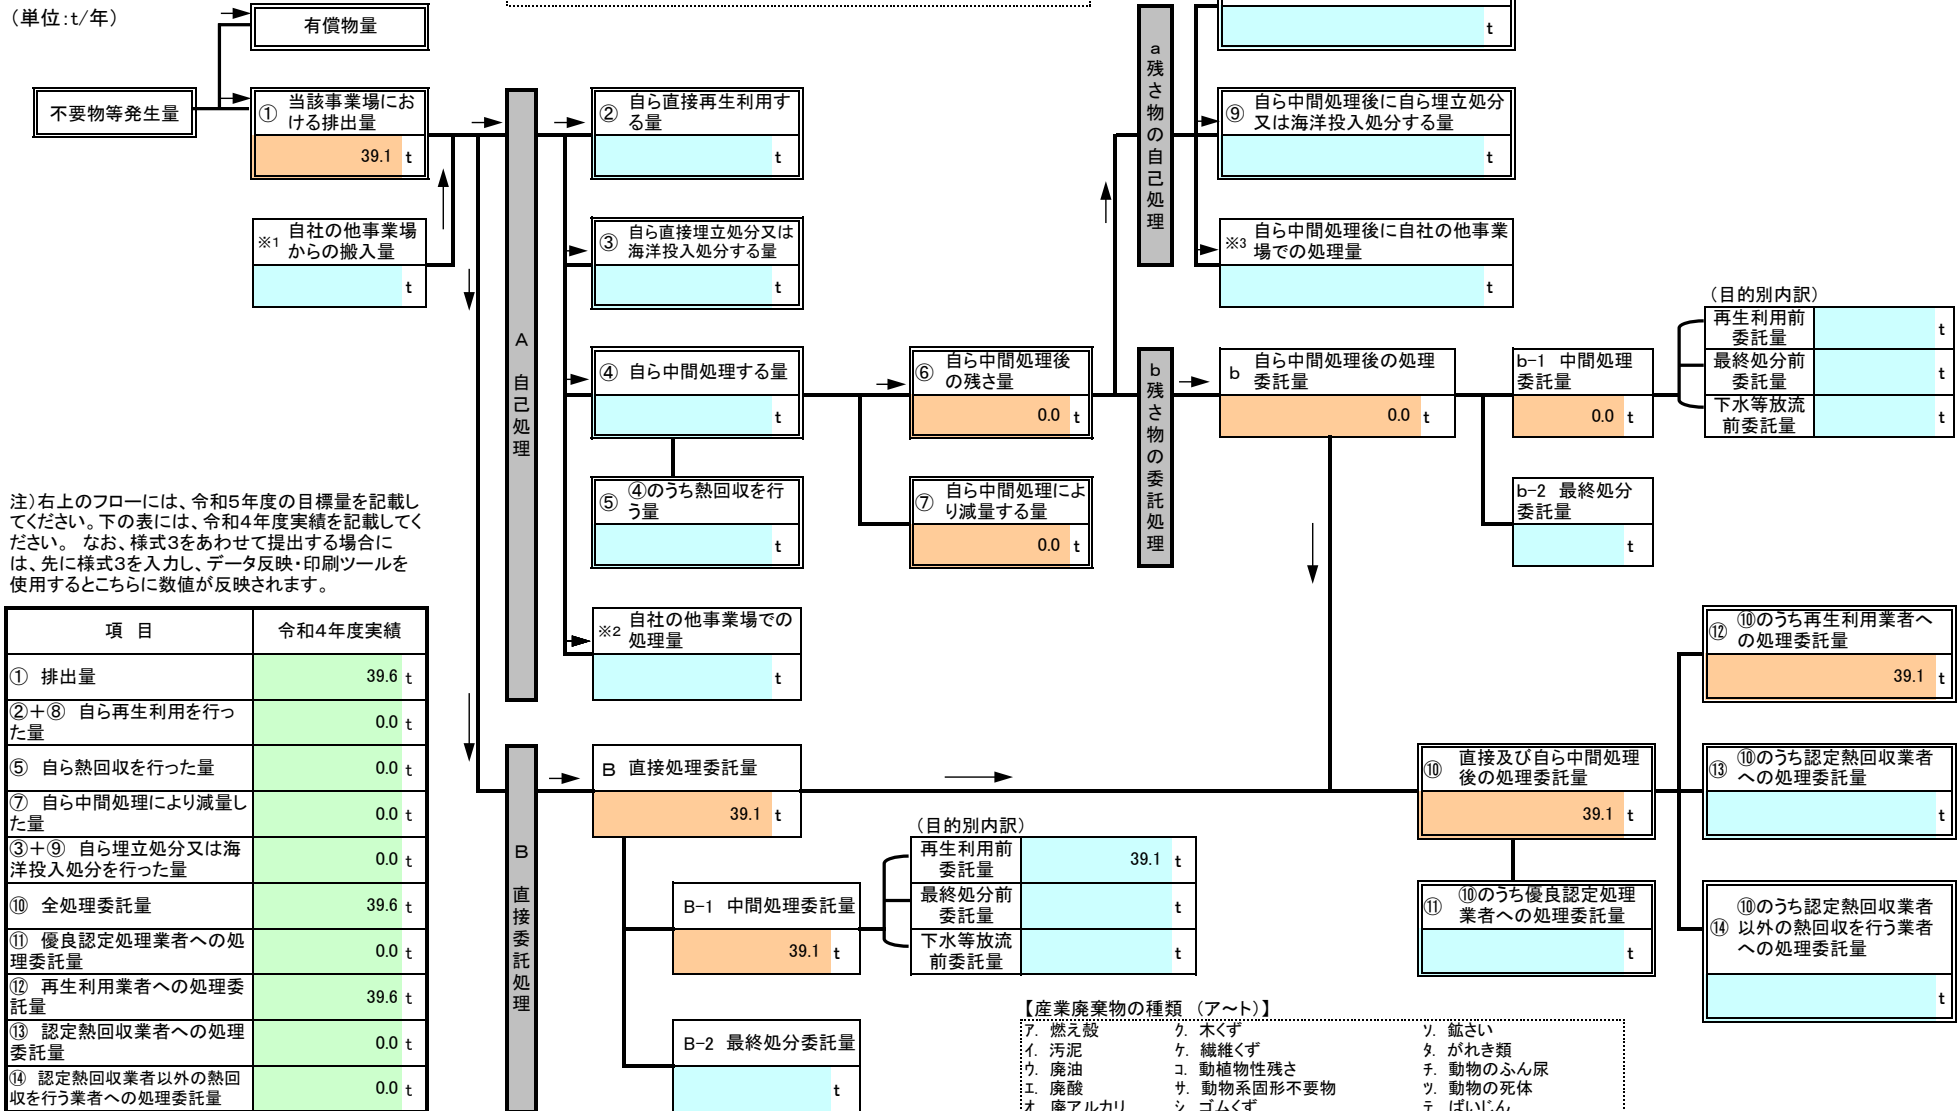 (単位:t/年)
有償物量
不要物等発生量
① 当該事業場にお
ける排出量
39.1 t
※1 自社の他事業場
からの搬入量
t
A 自己処理
② 自ら直接再生利用す
る量
t
③ 自ら直接埋立処分又は
海洋投入処分する量
t
④ 自ら中間処理する量
t
⑤ ④のうち熱回収を行
う量
t
※2 自社の他事業場での
処理量
t
⑥ 自ら中間処理後
の残さ量
0.0 t
⑦ 自ら中間処理によ
り減量する量
0.0 t
a 残さ物の自己処理
t
⑨ 自ら中間処理後に自ら埋立処分
又は海洋投入処分する量
t
※3 自ら中間処理後に自社の他事業
場での処理量
t
b 残さ物の委託処理
b 自ら中間処理後の処理
委託量
0.0 t
b-1 中間処理
委託量
0.0 t
b-2 最終処分
委託量
t
(目的別内訳)
再生利用前
委託量
t
最終処分前
委託量
t
下水等放流
前委託量
t
注)右上のフローには、令和5年度の目標量を記載し
てください。下の表には、令和4年度実績を記載してく
ださい。 なお、様式3をあわせて提出する場合に
は、先に様式3を入力し、データ反映・印刷ツールを
使用するとこちらに数値が反映されます。
項 目 令和4年度実績
① 排出量 39.6 t
②+⑧ 自ら再生利用を行っ
た量 0.0 t
⑤ 自ら熱回収を行った量 0.0 t
⑦ 自ら中間処理により減量し
た量 0.0 t
③+⑨ 自ら埋立処分又は海
洋投入処分を行った量 0.0 t
⑩ 全処理委託量 39.6 t
⑪ 優良認定処理業者への処
理委託量 0.0 t
⑫ 再生利用業者への処理委
託量 39.6 t
⑬ 認定熱回収業者への処理
委託量 0.0 t
⑭ 認定熱回収業者以外の熱回
収を行う業者への処理委託量 0.0 t
B 直接委託処理
B 直接処理委託量
39.1 t
B-1 中間処理委託量
39.1 t
B-2 最終処分委託量
t
(目的別内訳)
再生利用前
委託量
39.1 t
最終処分前
委託量
t
下水等放流
前委託量
t
⑩ 直接及び自ら中間処理
後の処理委託量
39.1 t
⑪ ⑩のうち優良認定処理
業者への処理委託量
t
⑫ ⑩のうち再生利用業者へ
の処理委託量
39.1 t
⑬ ⑩のうち認定熱回収業者
への処理委託量
t
⑭ ⑩のうち認定熱回収業者
以外の熱回収を行う業者
への処理委託量
t
【産業廃棄物の種類 (ア~ト)】
ア. 燃え殻 ク. 木くず ソ. 鉱さい
イ. 汚泥 ケ. 繊維くず タ. がれき類
ウ. 廃油 コ. 動植物性残さ チ. 動物のふん尿
エ. 廃酸 サ. 動物系固形不要物 ツ. 動物の死体
オ. 廃アルカリ シ. ゴムくず テ. ばいじん